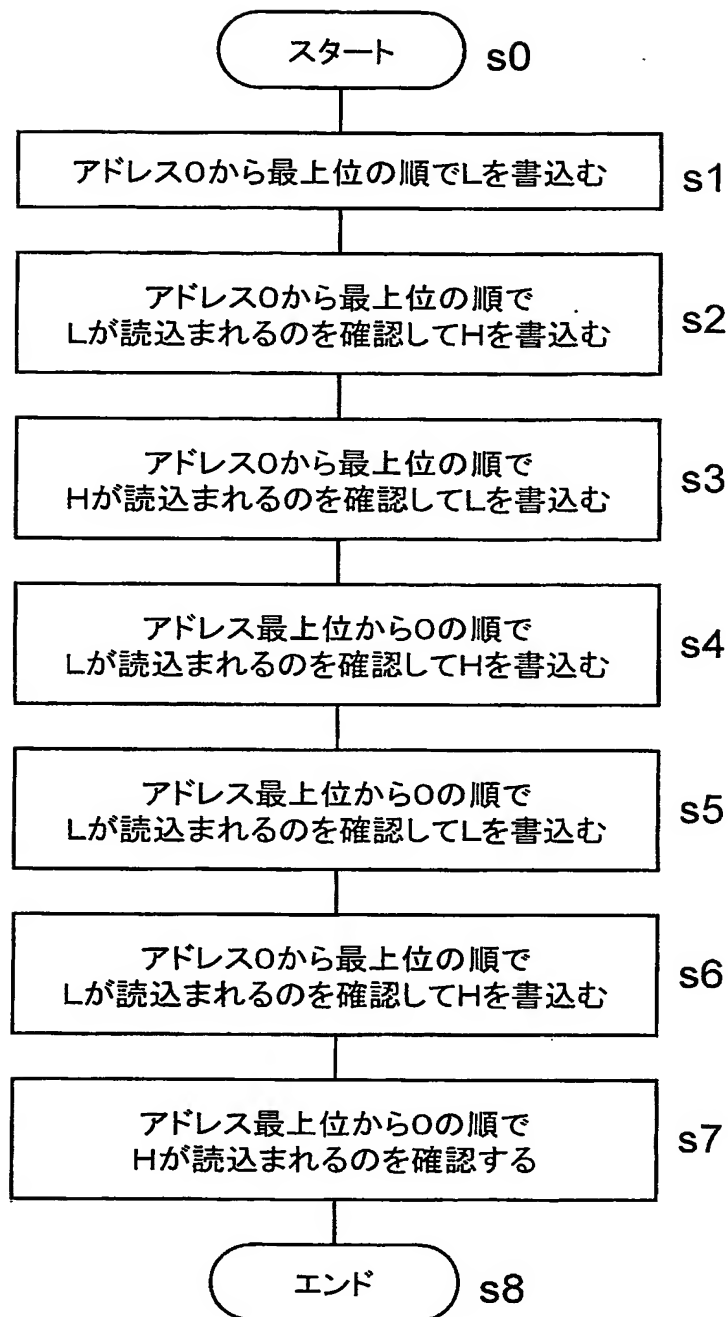 スタート s0
アドレス0から最上位の順でLを書込む s1
アドレス0から最上位の順で
Lが読込まれるのを確認してHを書込む s2
アドレス0から最上位の順で
Hが読込まれるのを確認してLを書込む s3
アドレス最上位から0の順で
Lが読込まれるのを確認してHを書込む s4
アドレス最上位から0の順で
Lが読込まれるのを確認してLを書込む s5
アドレス0から最上位の順で
Lが読込まれるのを確認してHを書込む s6
アドレス最上位から0の順で
Hが読込まれるのを確認する s7
エンド s8